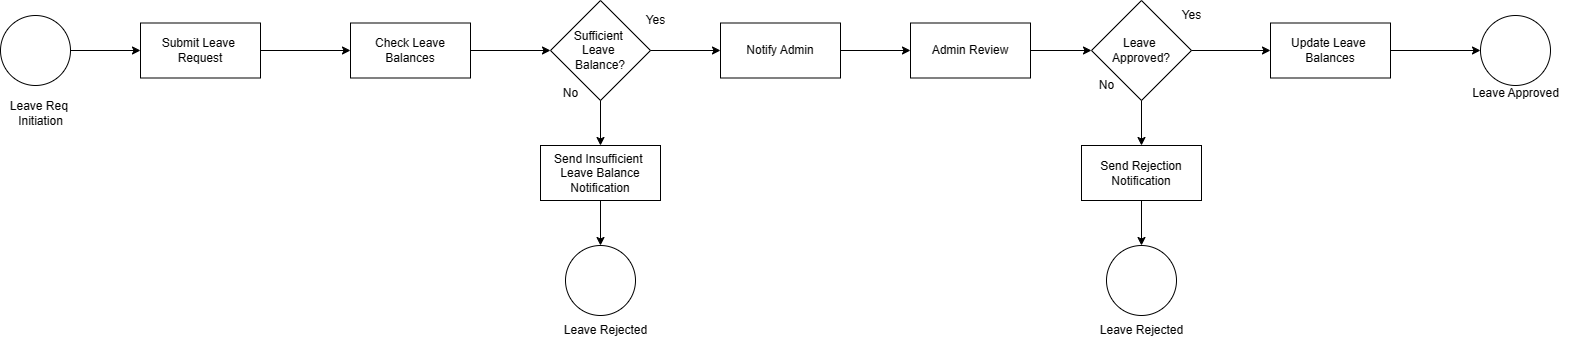 Leave Req
Initiation
Submit Leave
Request
Check Leave
Balances
Sufficient
Leave
Balance?
Yes
No
Send Insufficient
Leave Balance
Notification
Leave Rejected
Notify Admin
Admin Review
Leave
Approved?
Yes
No
Send Rejection
Notification
Leave Rejected
Update Leave
Balances
Leave Approved